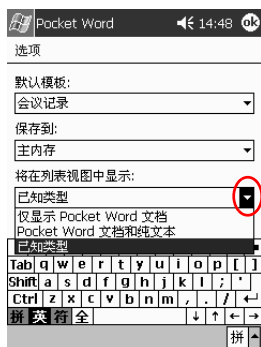 Pocket Word 14:48 ok
选项
默认模板:
会议记录
保存到:
主内存
将在列表视图中显示:
已知类型
仅显示 Pocket Word 文档
Pocket Word 文档和纯文本
已知类型
Tab q w e r t y u i o p [ ]
Shift a s d f g h j k l ; '
Ctrl z x c v b n m , . / ↵
拼 英 符 全 ↓ ↑ ← →
拼